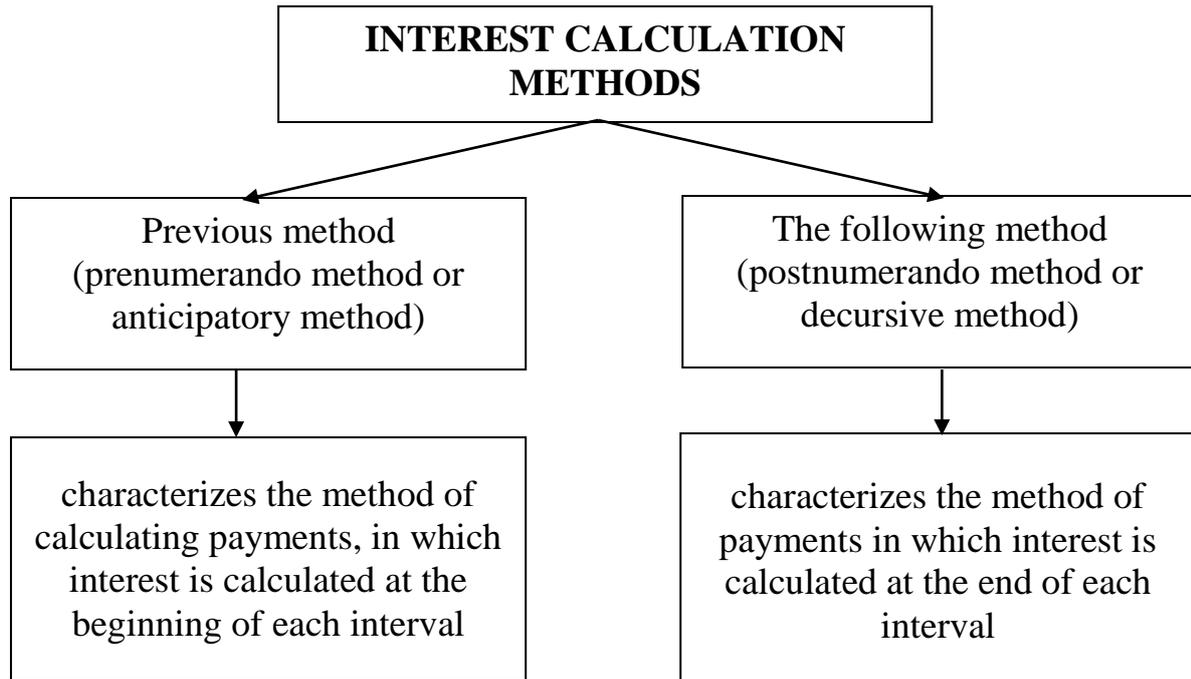 INTEREST CALCULATION
METHODS
Previous method
(prenumerando method or
anticipatory method)
The following method
(postnumerando method or
decursive method)
characterizes the method of
calculating payments, in which
interest is calculated at the
beginning of each interval
characterizes the method of
payments in which interest is
calculated at the end of each
interval